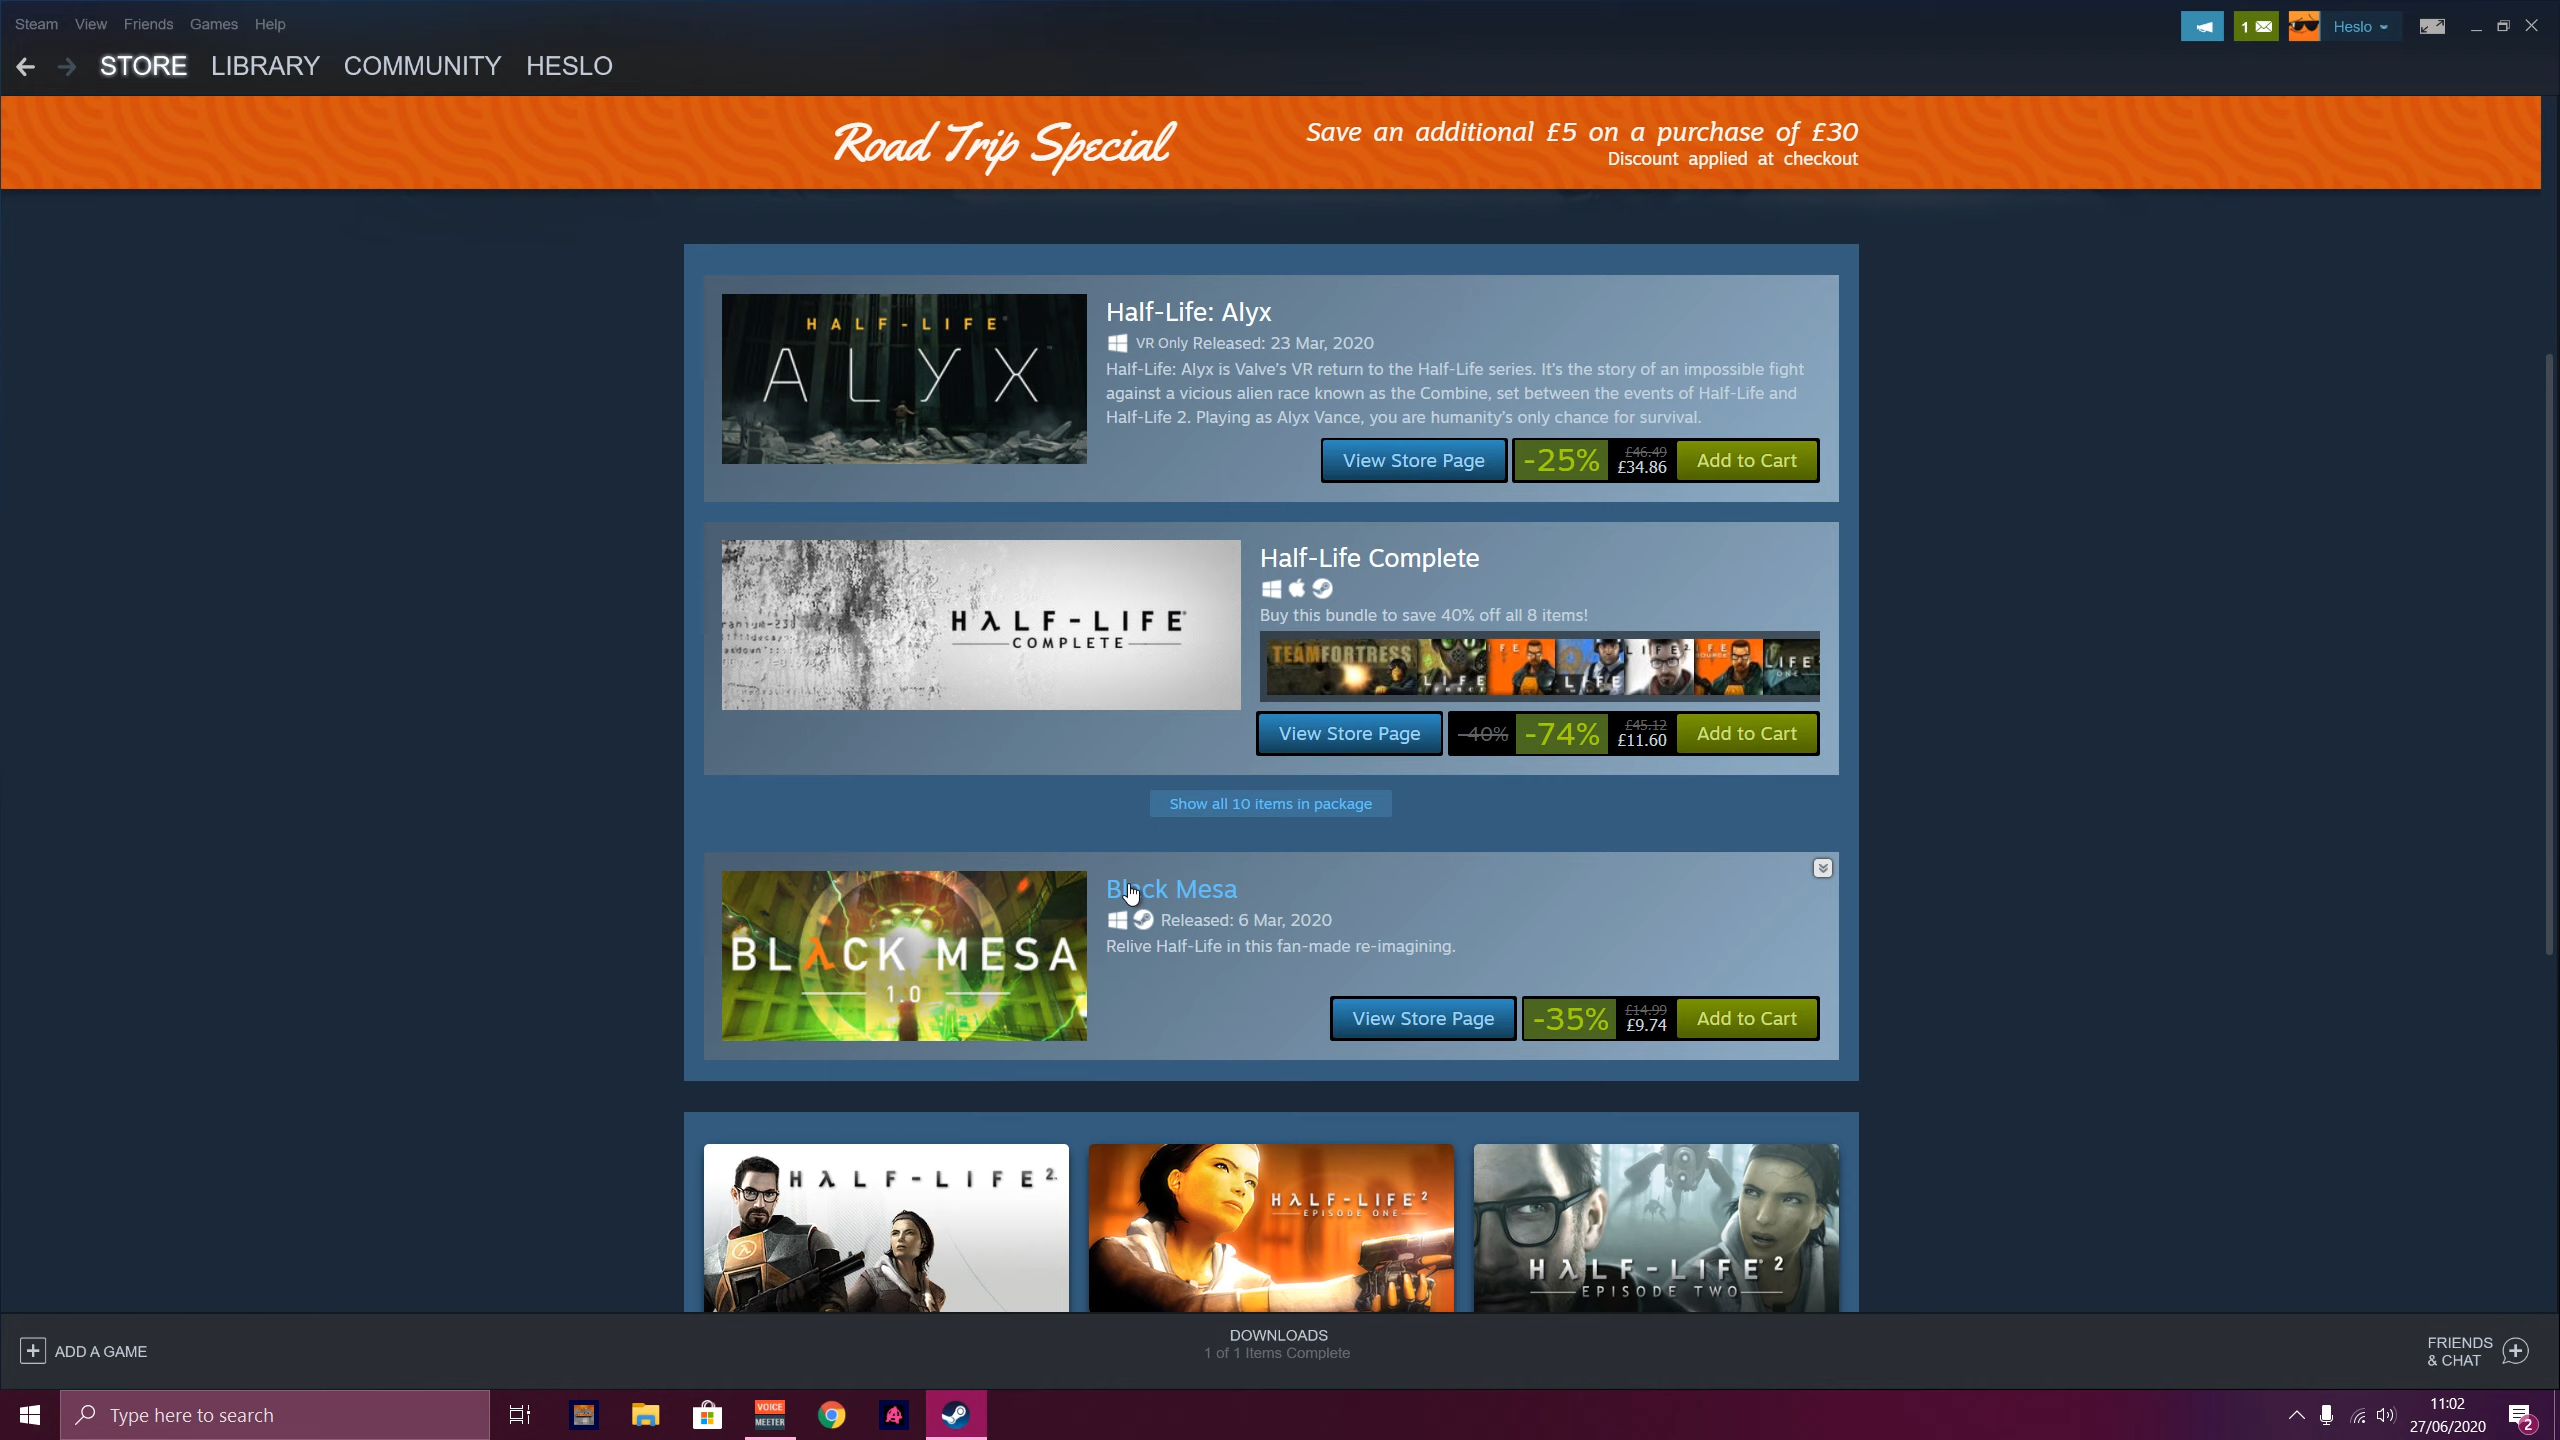 Steam View Friends Games Help
1
Heslo
STORE LIBRARY COMMUNITY HESLO
Road Trip Special
Save an additional £5 on a purchase of £30
Discount applied at checkout
HALF-LIFE
ALYX
Half-Life: Alyx
VR Only Released: 23 Mar, 2020
Half-Life: Alyx is Valve's VR return to the Half-Life series. It's the story of an impossible fight
against a vicious alien race known as the Combine, set between the events of Half-Life and
Half-Life 2. Playing as Alyx Vance, you are humanity's only chance for survival.
View Store Page -25% £46.49 £34.86 Add to Cart
HλLF-LIFE
COMPLETE
Half-Life Complete
Buy this bundle to save 40% off all 8 items!
TEAMFORTRESS
View Store Page -40% -74% £45.12 £11.60 Add to Cart
Show all 10 items in package
BLλCK MESA
1.0
Black Mesa
Released: 6 Mar, 2020
Relive Half-Life in this fan-made re-imagining.
View Store Page -35% £14.99 £9.74 Add to Cart
HλLF-LIFE 2
HλLF-LIFE 2
EPISODE ONE
HλLF-LIFE 2
EPISODE TWO
ADD A GAME
DOWNLOADS
1 of 1 Items Complete
FRIENDS
& CHAT
Type here to search
VOICE
MEETER
11:02
27/06/2020
2